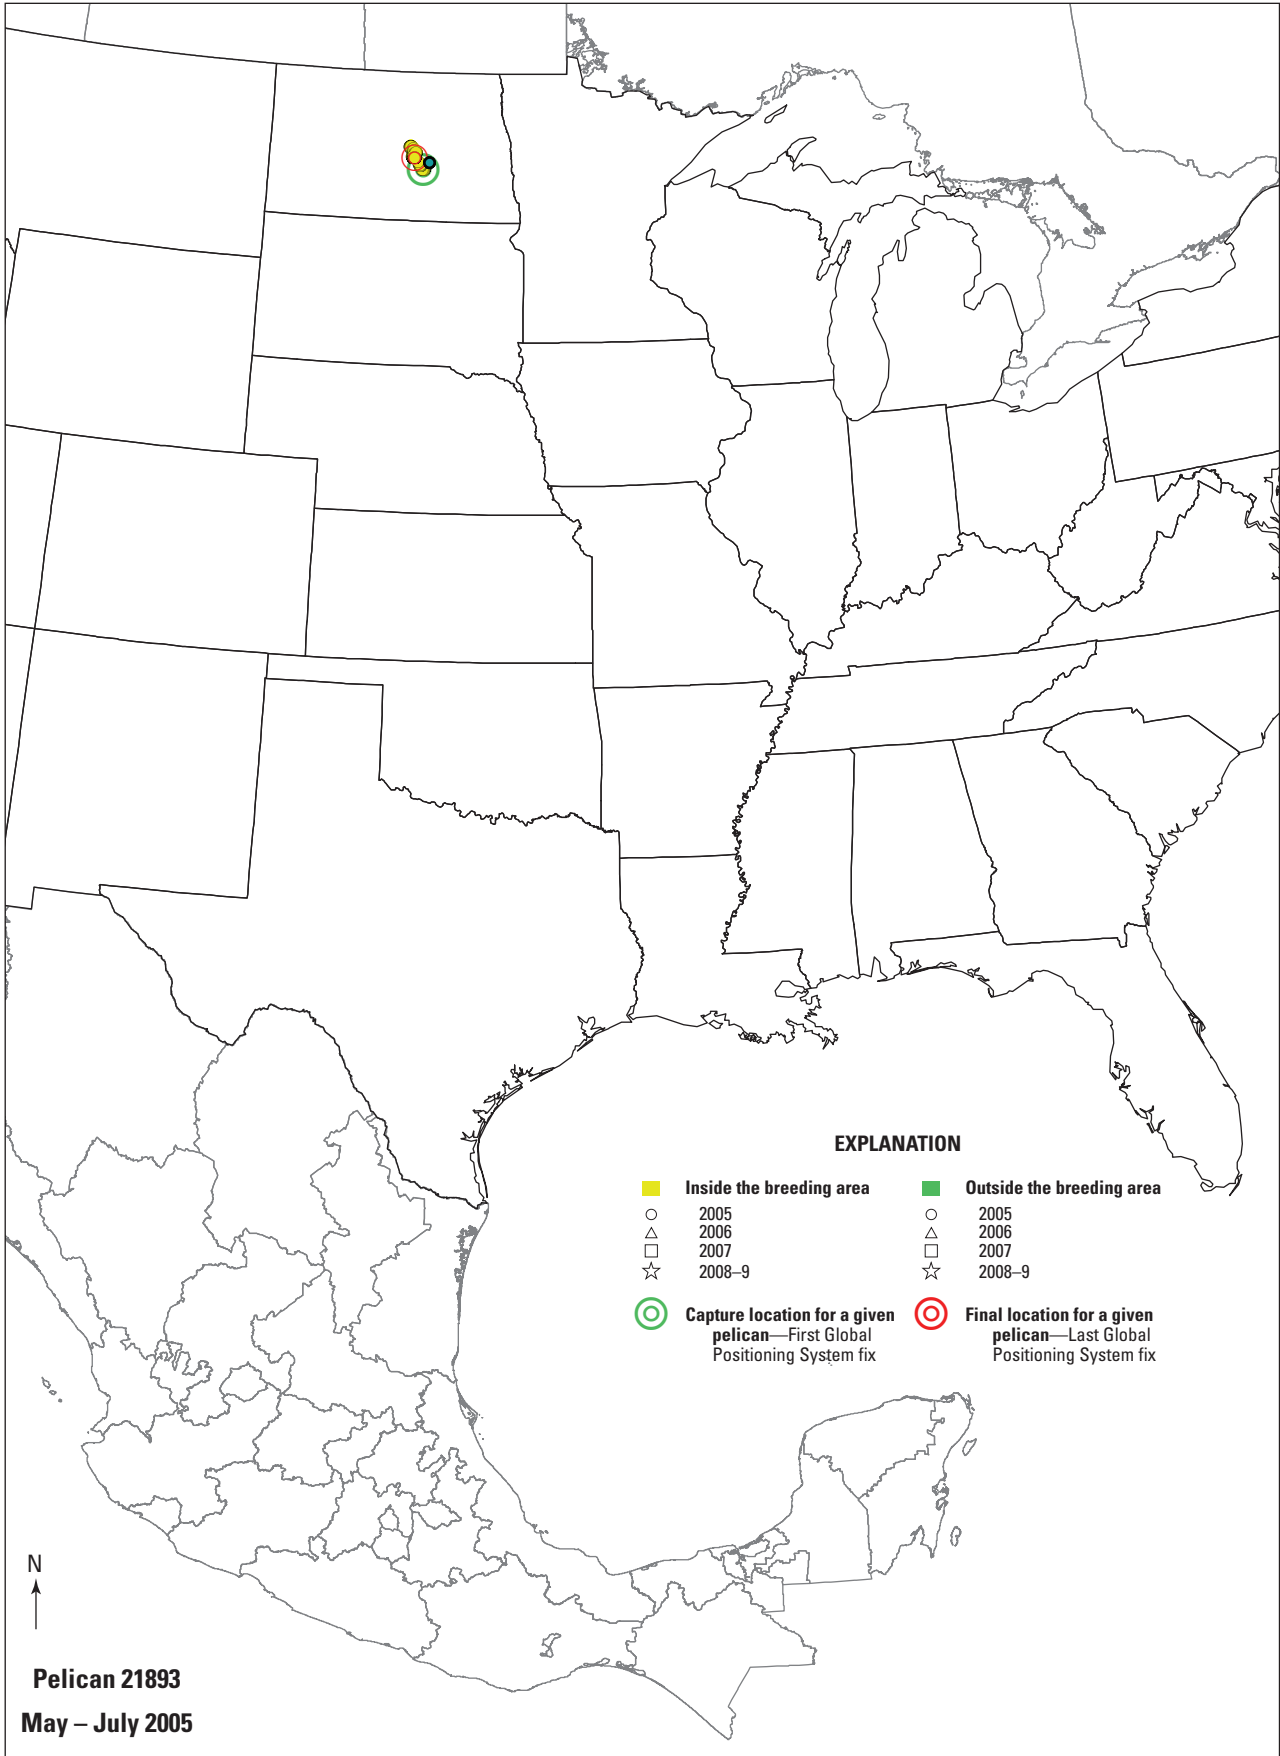 EXPLANATION
Inside the breeding area
2005
2006
2007
2008–9
Capture location for a given
pelican—First Global
Positioning System fix
Outside the breeding area
2005
2006
2007
2008–9
Final location for a given
pelican—Last Global
Positioning System fix
N
Pelican 21893
May – July 2005